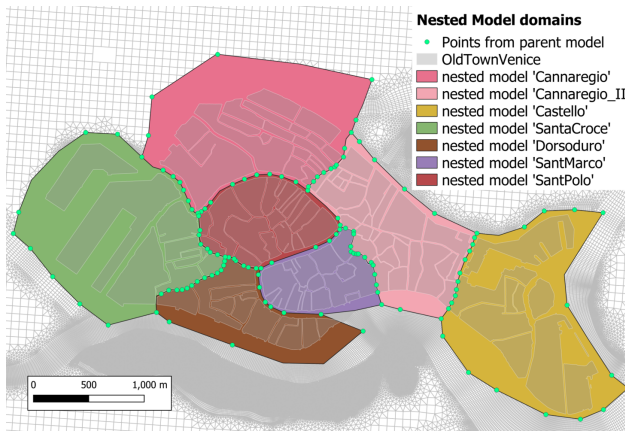 Nested Model domains
Points from parent model
OldTownVenice
nested model 'Cannaregio'
nested model 'Cannaregio_II
nested model 'Castello'
nested model 'SantaCroce'
nested model 'Dorsoduro'
nested model 'SantMarco'
nested model 'SantPolo'
0 500 1,000 m